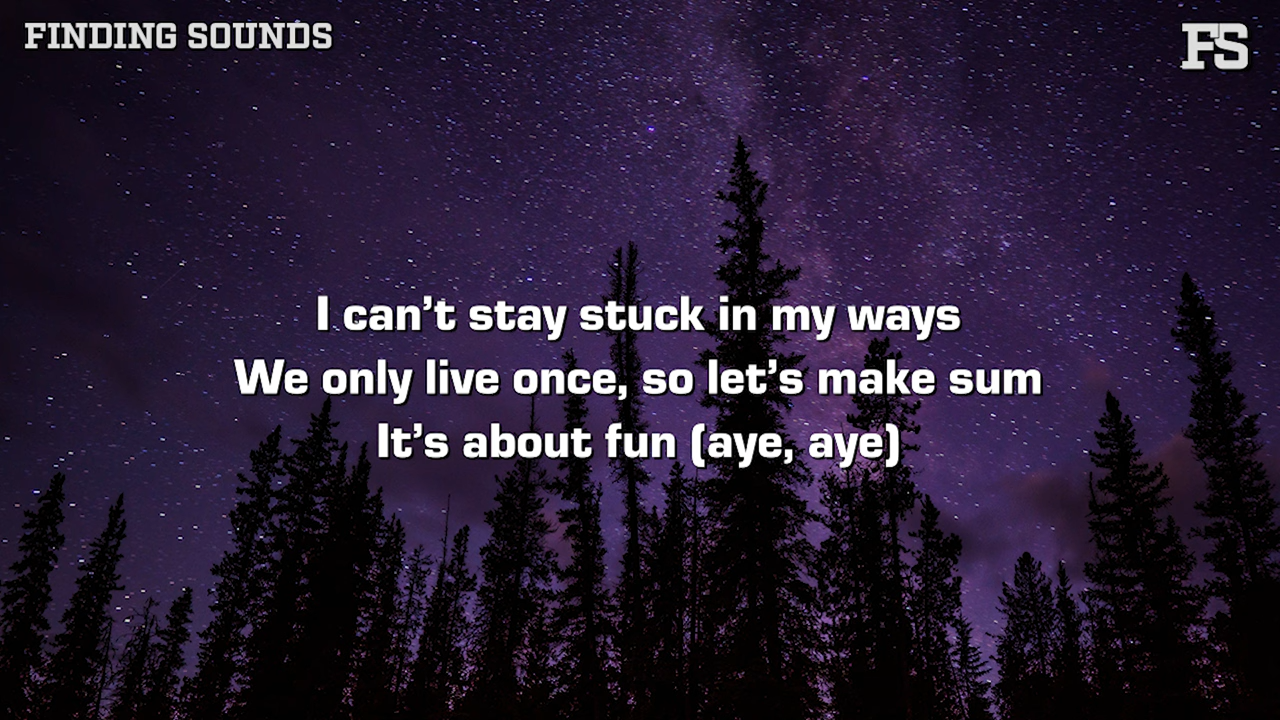 FINDING SOUNDS
FS
I can't stay stuck in my ways
We only live once, so let's make sum
It's about fun (aye, aye)